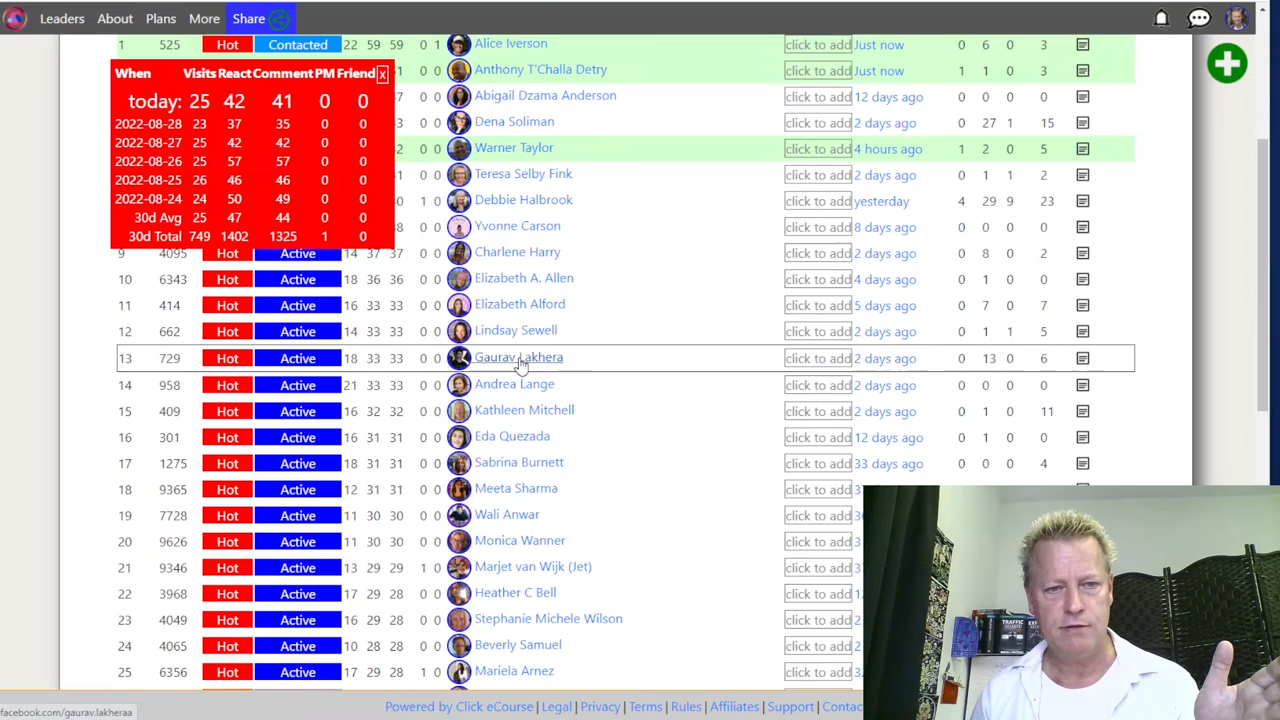 Leaders About Plans More Share
1 525 Hot Contacted 22 59 59 0 1 Alice Iverson click to add Just now 0 6 0 3
When Visits React Comment PM Friend x
Anthony T'Challa Detry click to add Just now 1 1 0 3
today: 25 42 41 0 0
Abigail Dzama Anderson click to add 12 days ago 0 0 0 0
2022-08-28 23 37 35 0 0
Dena Soliman click to add 2 days ago 0 27 1 15
2022-08-27 25 42 42 0 0
Warner Taylor click to add 4 hours ago 1 2 0 5
2022-08-26 25 57 57 0 0
Teresa Selby Fink click to add 2 days ago 0 1 1 2
2022-08-25 26 46 46 0 0
Debbie Halbrook click to add yesterday 4 29 9 23
2022-08-24 24 50 49 0 0
Yvonne Carson click to add 8 days ago 0 0 0 0
30d Avg 25 47 44 0 0
30d Total 749 1402 1325 1 0
9 4095 Hot Active 14 37 37 0 0 Charlene Harry click to add 2 days ago 0 8 0 2
10 6343 Hot Active 18 36 36 0 0 Elizabeth A. Allen click to add 4 days ago 0 1 0 0
11 414 Hot Active 16 33 33 0 0 Elizabeth Alford click to add 5 days ago 0 7 0 7
12 662 Hot Active 17 33 33 0 0 Lindsay Sewell click to add 2 days ago 0 1 1 5
13 729 Hot Active 18 33 33 0 0 Gaurav Lakhera click to add 2 days ago 0 13 0 6
14 958 Hot Active 21 33 33 0 0 Andrea Lange click to add 2 days ago 0 0 0 0
15 409 Hot Active 16 32 32 0 0 Kathleen Mitchell click to add 2 days ago 0 1 0 11
16 301 Hot Active 16 31 31 0 0 Eda Quezada click to add 12 days ago 0 1 0 0
17 1275 Hot Active 18 31 31 0 0 Sabrina Burnett click to add 33 days ago 0 0 0 4
18 9365 Hot Active 12 31 31 0 0 Meeta Sharma click to add
19 7728 Hot Active 11 30 30 0 0 Wali Anwar click to add
20 9626 Hot Active 11 30 30 0 0 Monica Wanner click to add
21 9346 Hot Active 13 29 29 1 0 Marjet van Wijk (Jet) click to add
22 3968 Hot Active 17 29 28 0 0 Heather C Bell click to add
23 4049 Hot Active 16 29 28 0 0 Stephanie Michele Wilson click to add
24 4065 Hot Active 10 28 28 0 0 Beverly Samuel click to add
25 6356 Hot Active 17 29 28 0 0 Mariela Arnez click to add
Powered by Click eCourse | Legal | Privacy | Terms | Rules | Affiliates | Support |
facebook.com/gaurav.lakheraa
TRAFFIC